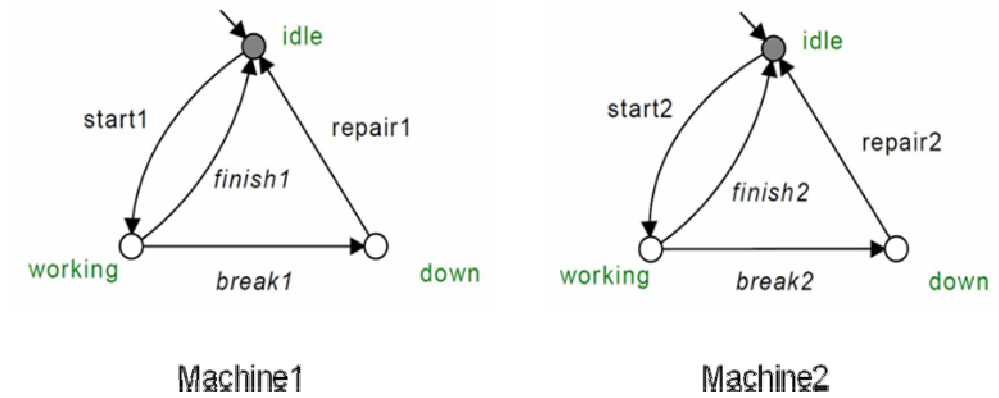 idle
start1
repair1
finish1
working
break1
down
Machine1
idle
start2
repair2
finish2
working
break2
down
Machine2